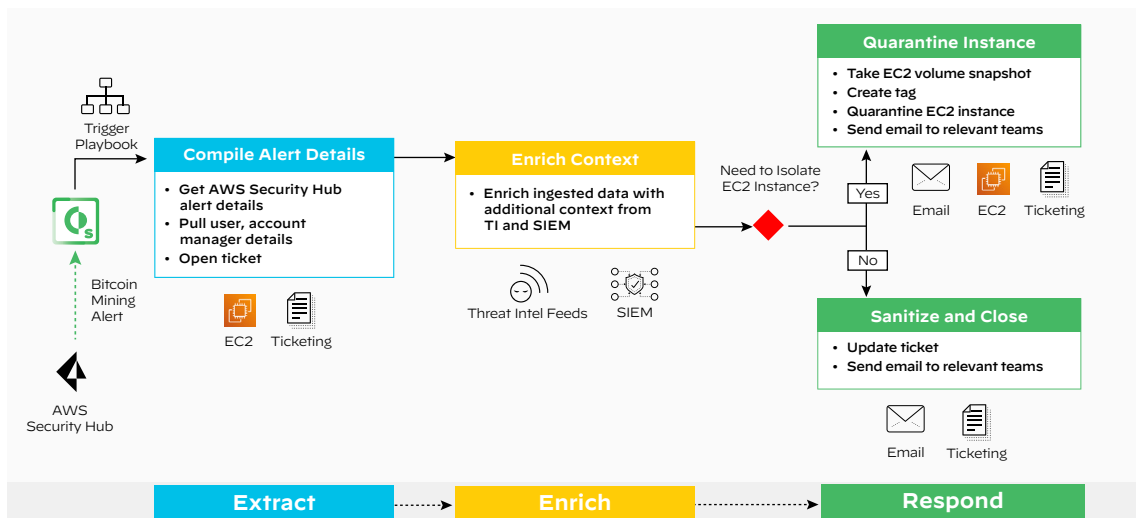 Trigger
Playbook
s
Bitcoin
Mining
Alert
AWS
Security Hub
Compile Alert Details
• Get AWS Security Hub
alert details
• Pull user, account
manager details
• Open ticket
EC2
Ticketing
Enrich Context
• Enrich ingested data with
additional context from
TI and SIEM
Threat Intel Feeds
SIEM
Need to Isolate
EC2 Instance?
Yes
No
Quarantine Instance
• Take EC2 volume snapshot
• Create tag
• Quarantine EC2 instance
• Send email to relevant teams
Email
EC2
Ticketing
Sanitize and Close
• Update ticket
• Send email to relevant teams
Email
Ticketing
Extract
Enrich
Respond